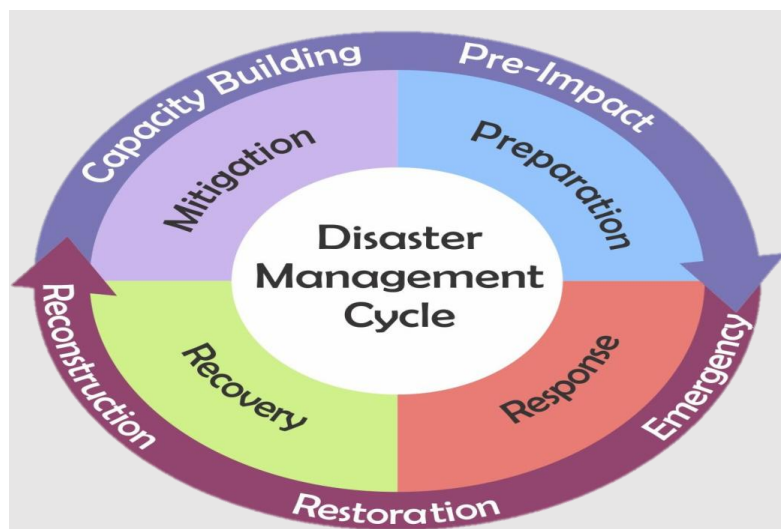 Capacity Building
Pre-Impact
Mitigation
Preparation
Disaster
Management
Cycle
Reconstruction
Recovery
Response
Emergency
Restoration